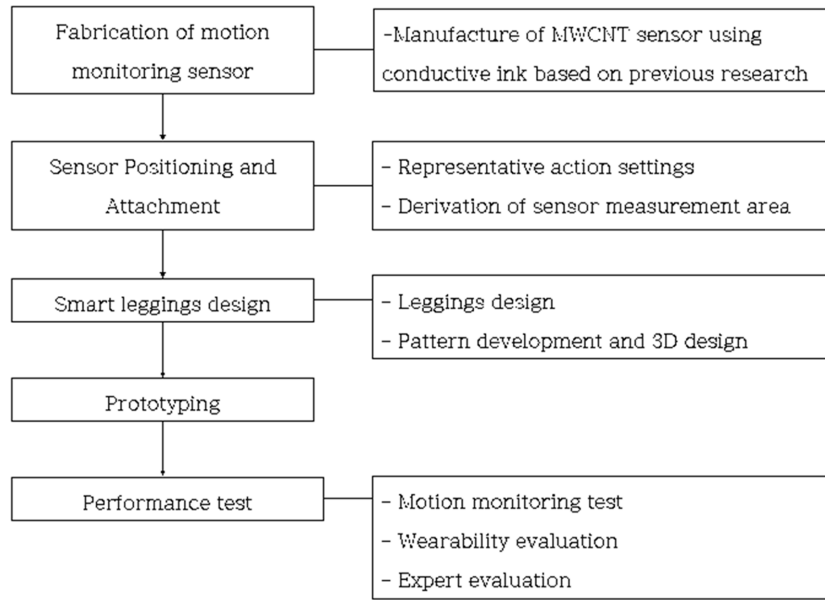 Fabrication of motion
monitoring sensor
-Manufacture of MWCNT sensor using
conductive ink based on previous research
Sensor Positioning and
Attachment
- Representative action settings
- Derivation of sensor measurement area
Smart leggings design
- Leggings design
- Pattern development and 3D design
Prototyping
Performance test
- Motion monitoring test
- Wearability evaluation
- Expert evaluation